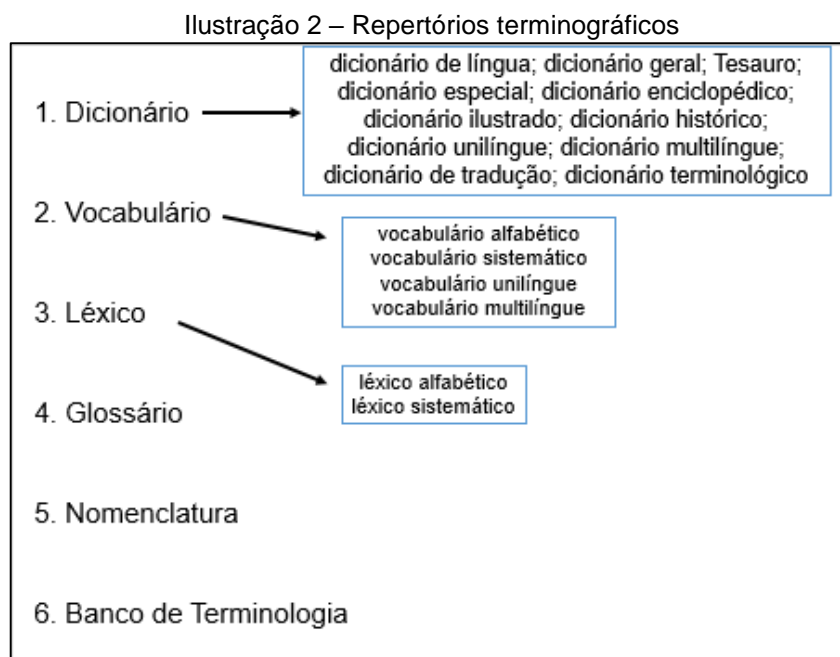 Ilustração 2 – Repertórios terminográficos
1. Dicionário
dicionário de língua; dicionário geral; Tesauro;
dicionário especial; dicionário enciclopédico;
dicionário ilustrado; dicionário histórico;
dicionário unilíngue; dicionário multilíngue;
dicionário de tradução; dicionário terminológico
2. Vocabulário
vocabulário alfabético
vocabulário sistemático
vocabulário unilíngue
vocabulário multilíngue
3. Léxico
léxico alfabético
léxico sistemático
4. Glossário
5. Nomenclatura
6. Banco de Terminologia